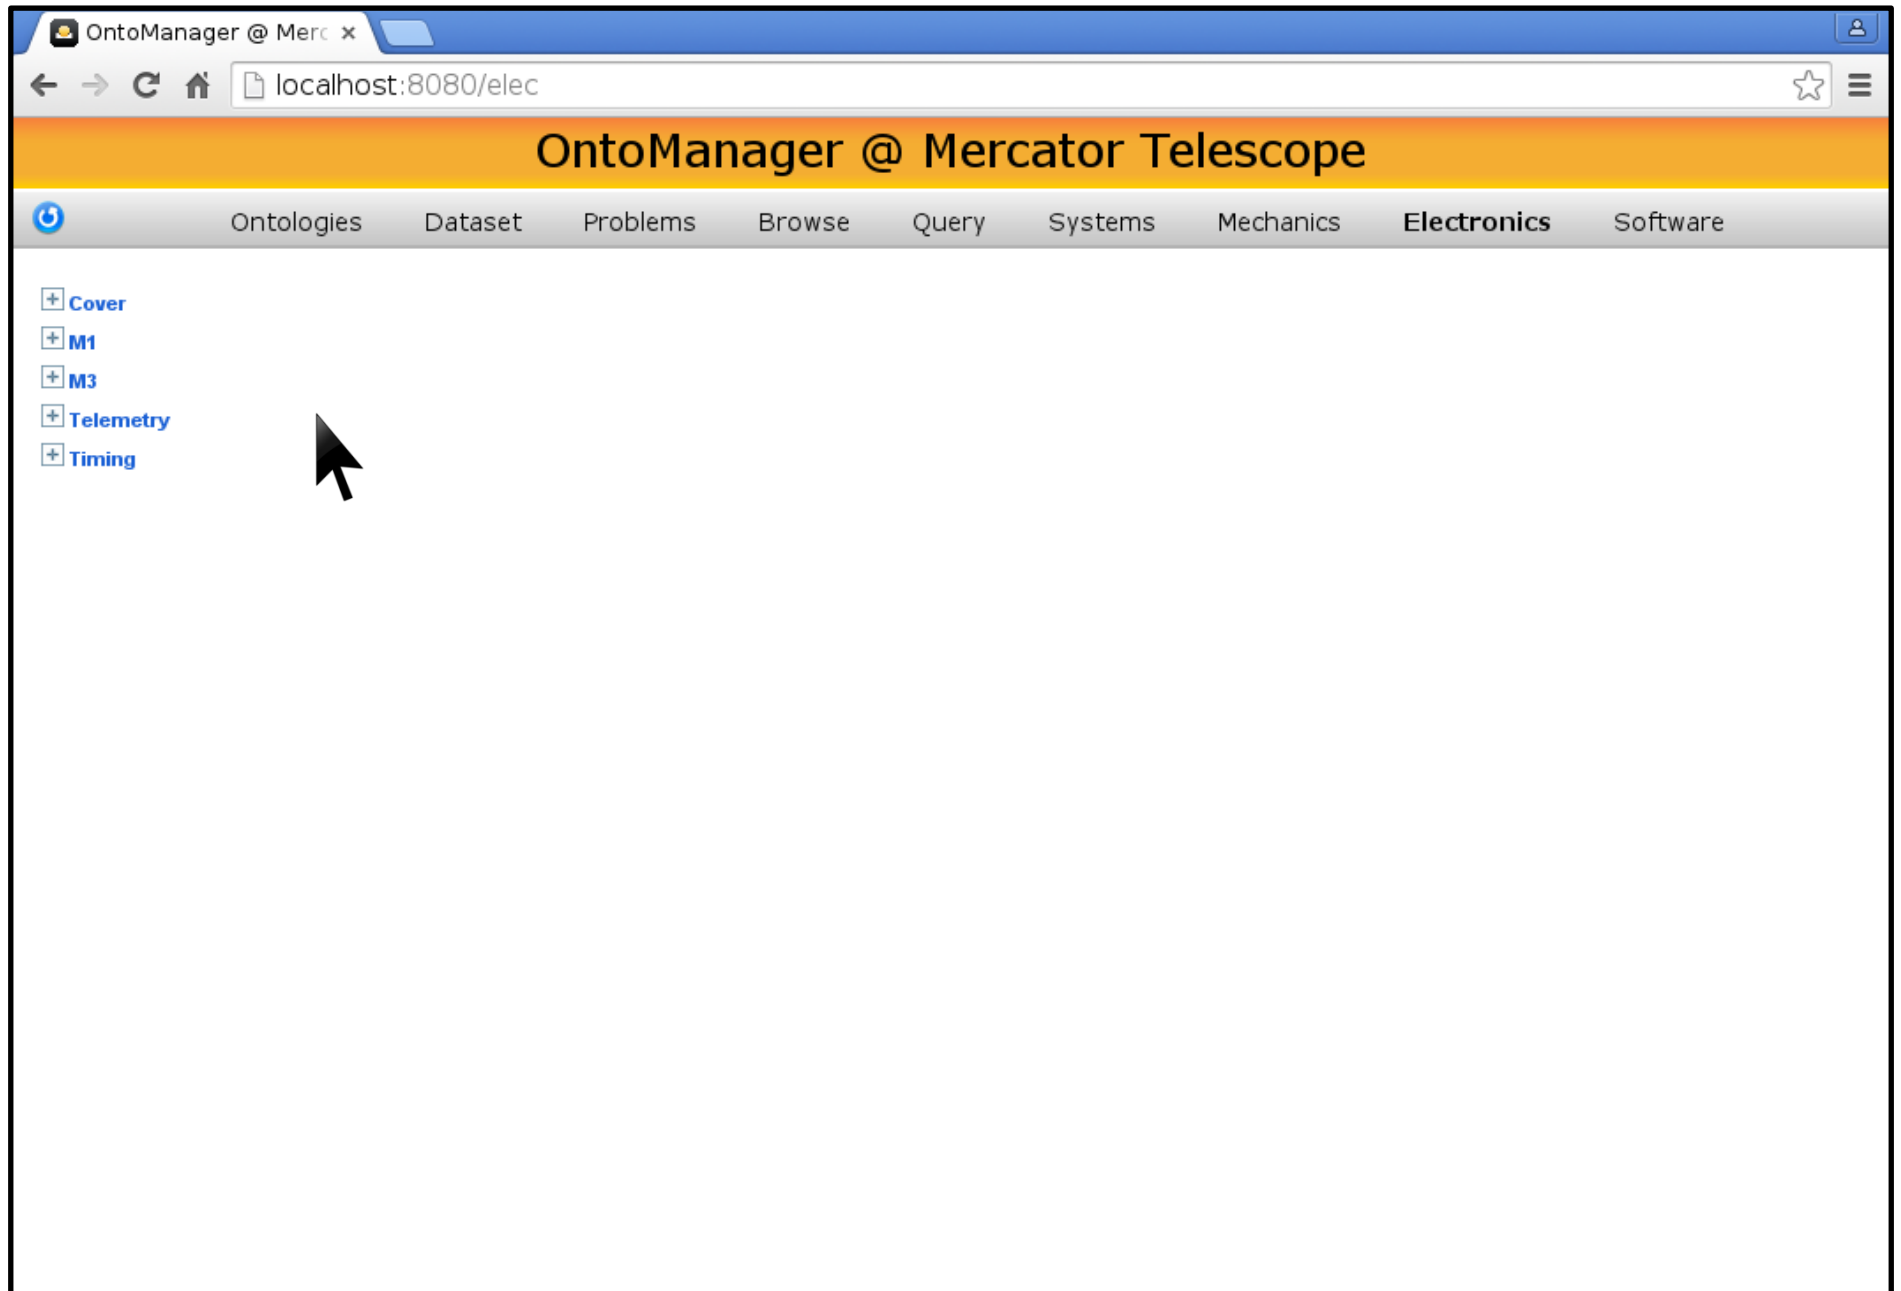 OntoManager @ Merc
localhost:8080/elec
OntoManager @ Mercator Telescope
Ontologies Dataset Problems Browse Query Systems Mechanics Electronics Software
Cover
M1
M3
Telemetry
Timing